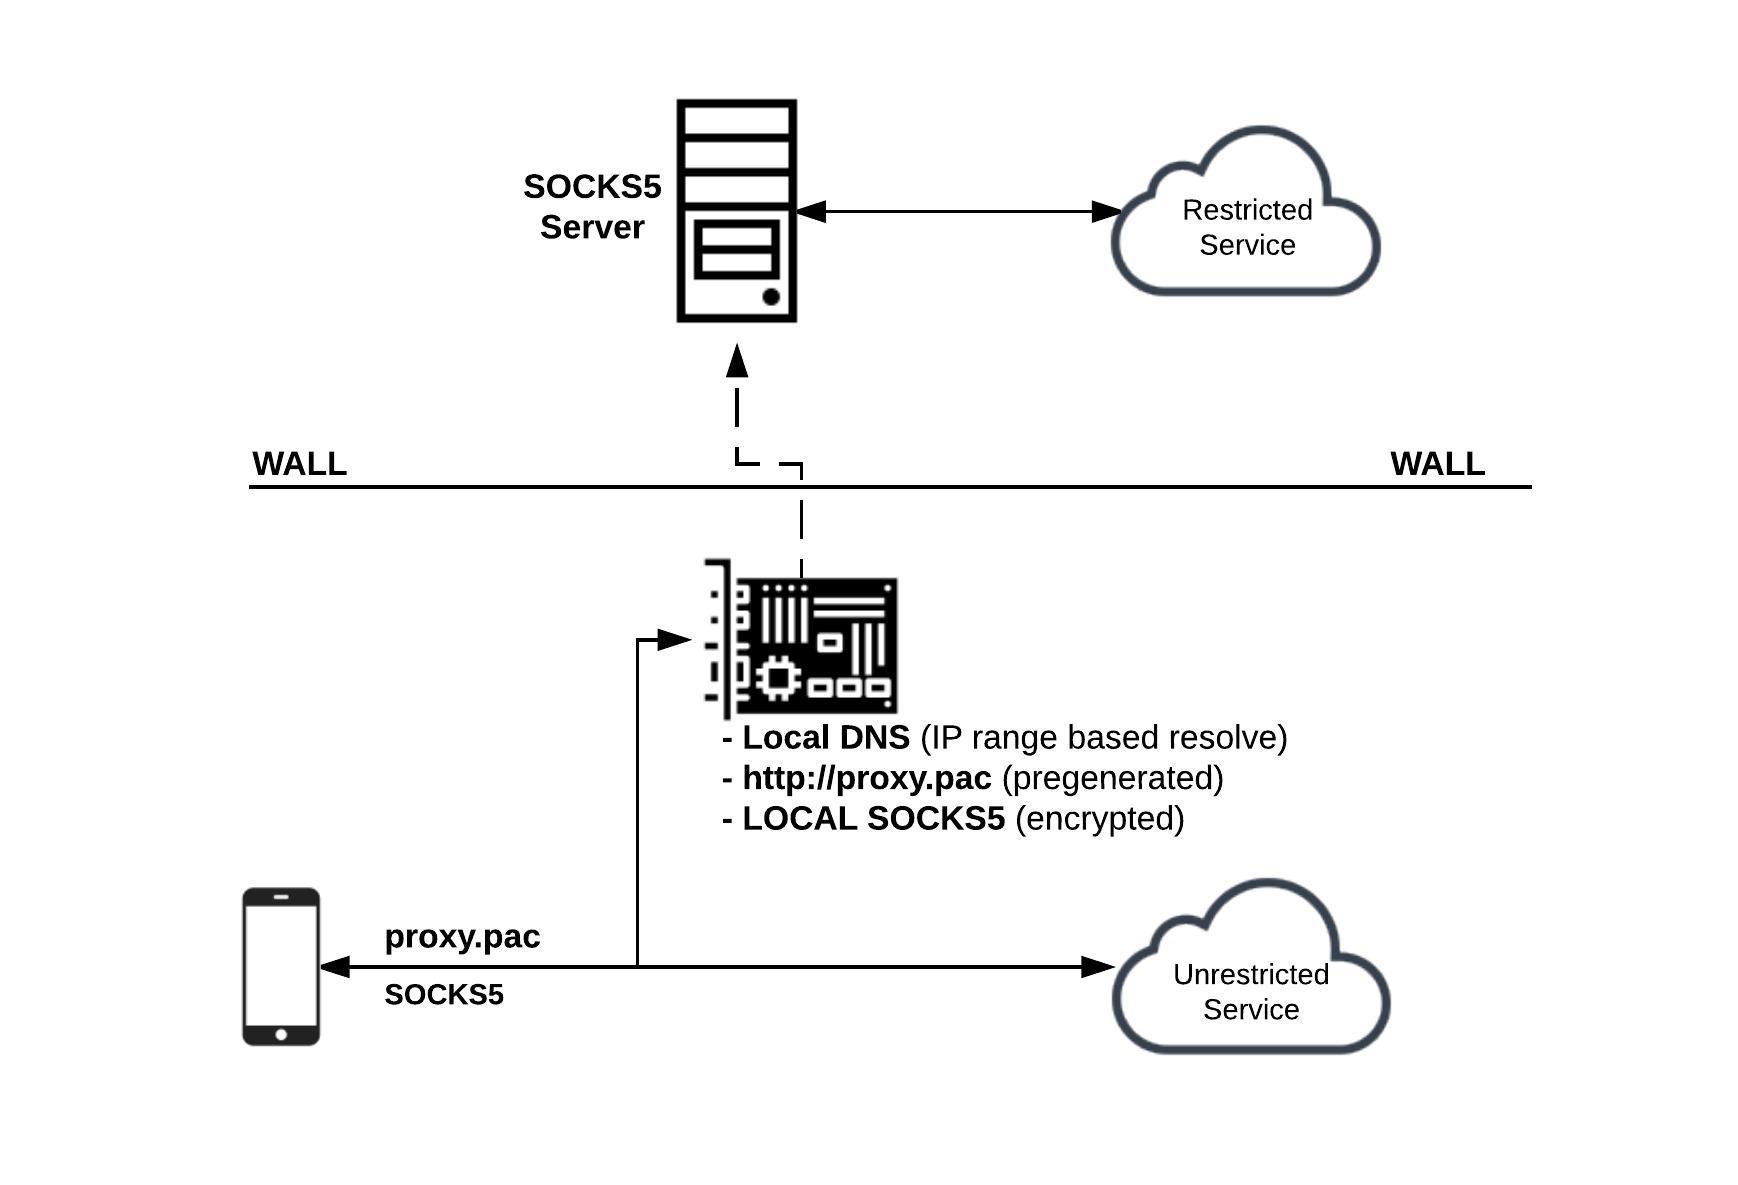 SOCKS5
Server
Restricted
Service
WALL
WALL
- Local DNS (IP range based resolve)
- http://proxy.pac (pregenerated)
- LOCAL SOCKS5 (encrypted)
proxy.pac
SOCKS5
Unrestricted
Service